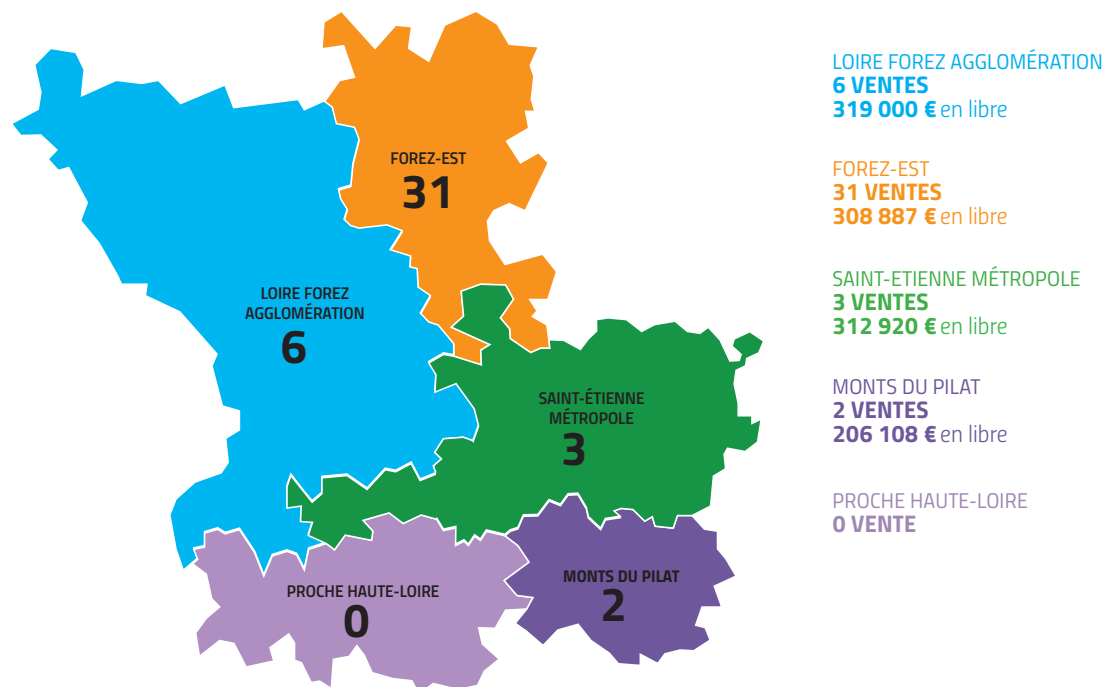 FOREZ-EST
31
LOIRE FOREZ
AGGLOMÉRATION
6
SAINT-ÉTIENNE
MÉTROPOLE
3
MONTS DU PILAT
2
PROCHE HAUTE-LOIRE
0
LOIRE FOREZ AGGLOMÉRATION
6 VENTES
319 000 € en libre
FOREZ-EST
31 VENTES
308 887 € en libre
SAINT-ETIENNE MÉTROPOLE
3 VENTES
312 920 € en libre
MONTS DU PILAT
2 VENTES
206 108 € en libre
PROCHE HAUTE-LOIRE
0 VENTE